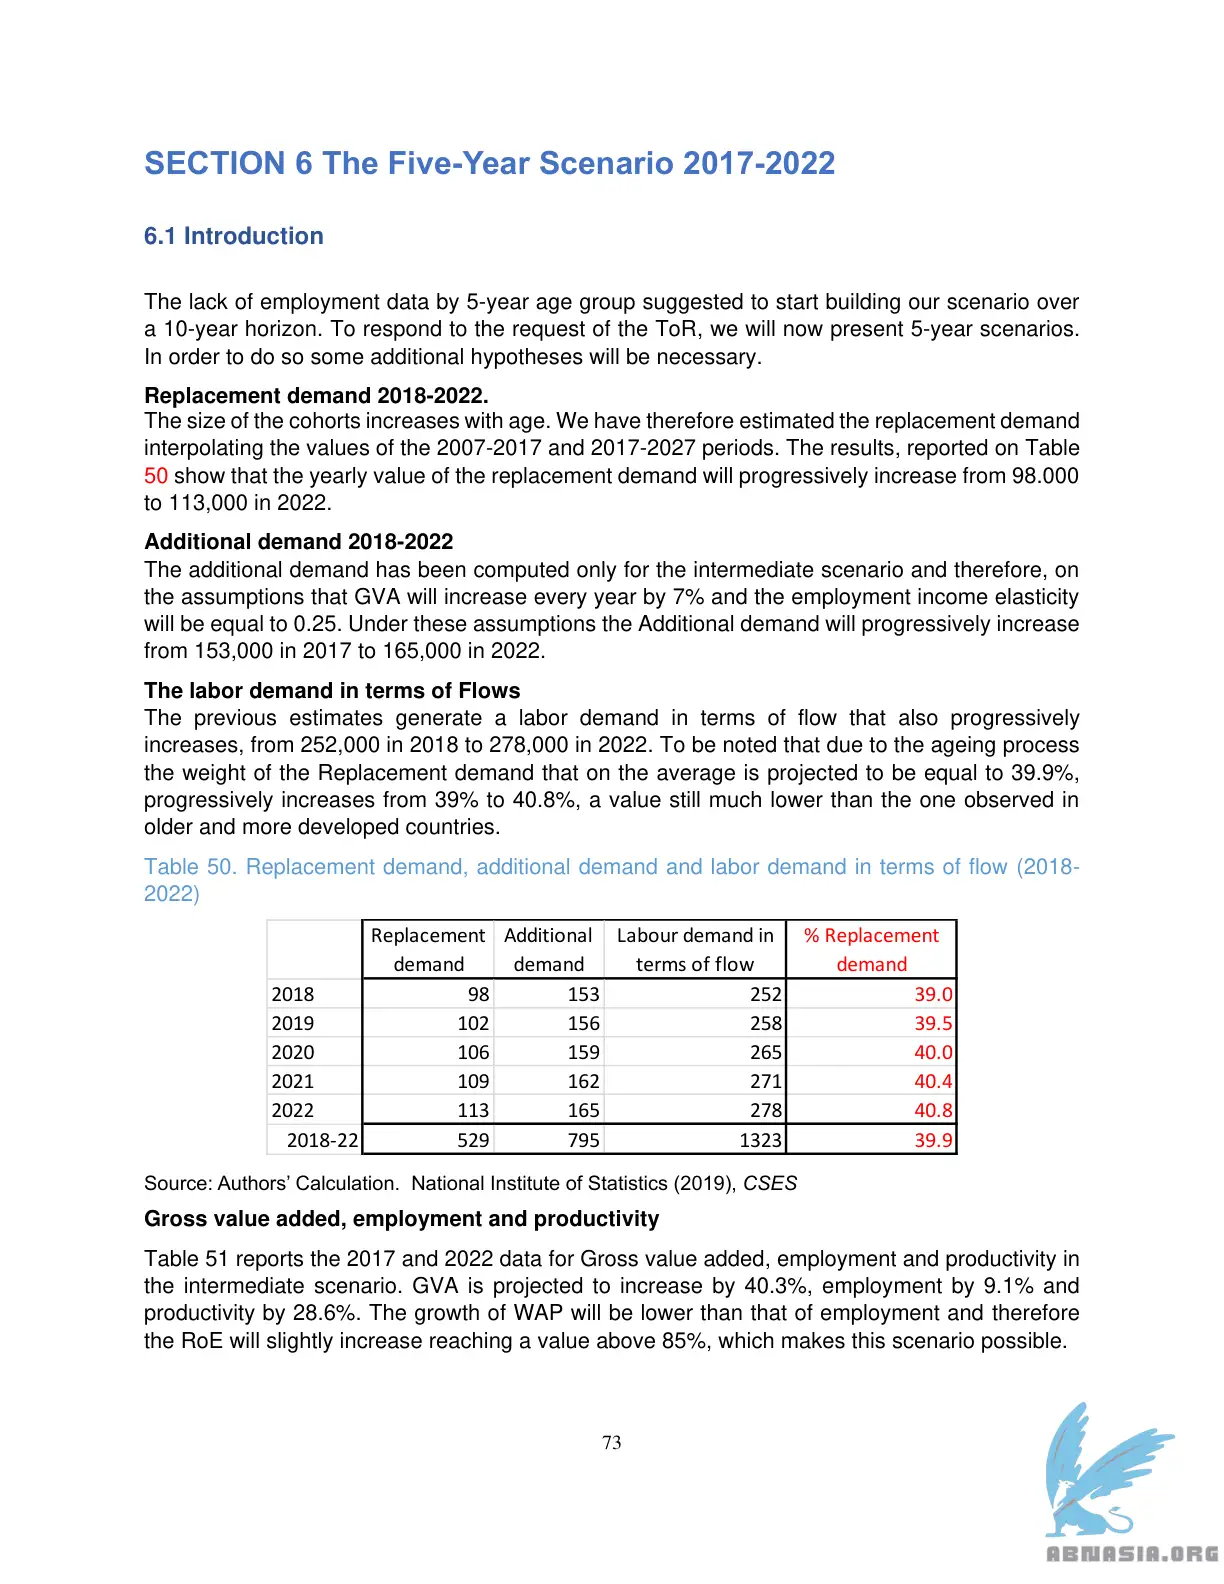 SECTION 6 The Five-Year Scenario 2017-2022
6.1 Introduction
The lack of employment data by 5-year age group suggested to start building our scenario over
a 10-year horizon. To respond to the request of the ToR, we will now present 5-year scenarios.
In order to do so some additional hypotheses will be necessary.
Replacement demand 2018-2022.
The size of the cohorts increases with age. We have therefore estimated the replacement demand
interpolating the values of the 2007-2017 and 2017-2027 periods. The results, reported on Table
50 show that the yearly value of the replacement demand will progressively increase from 98.000
to 113,000 in 2022.
Additional demand 2018-2022
The additional demand has been computed only for the intermediate scenario and therefore, on
the assumptions that GVA will increase every year by 7% and the employment income elasticity
will be equal to 0.25. Under these assumptions the Additional demand will progressively increase
from 153,000 in 2017 to 165,000 in 2022.
The labor demand in terms of Flows
The previous estimates generate a labor demand in terms of flow that also progressively
increases, from 252,000 in 2018 to 278,000 in 2022. To be noted that due to the ageing process
the weight of the Replacement demand that on the average is projected to be equal to 39.9%,
progressively increases from 39% to 40.8%, a value still much lower than the one observed in
older and more developed countries.
Table 50. Replacement demand, additional demand and labor demand in terms of flow (2018-
2022)
Replacement Additional Labour demand in % Replacement
demand demand terms of flow demand
2018 98 153 252 39.0
2019 102 156 258 39.5
2020 106 159 265 40.0
2021 109 162 271 40.4
2022 113 165 278 40.8
2018-22 529 795 1323 39.9
Source: Authors’ Calculation. National Institute of Statistics (2019), CSES
Gross value added, employment and productivity
Table 51 reports the 2017 and 2022 data for Gross value added, employment and productivity in
the intermediate scenario. GVA is projected to increase by 40.3%, employment by 9.1% and
productivity by 28.6%. The growth of WAP will be lower than that of employment and therefore
the RoE will slightly increase reaching a value above 85%, which makes this scenario possible.
73
ABNASIA.ORG